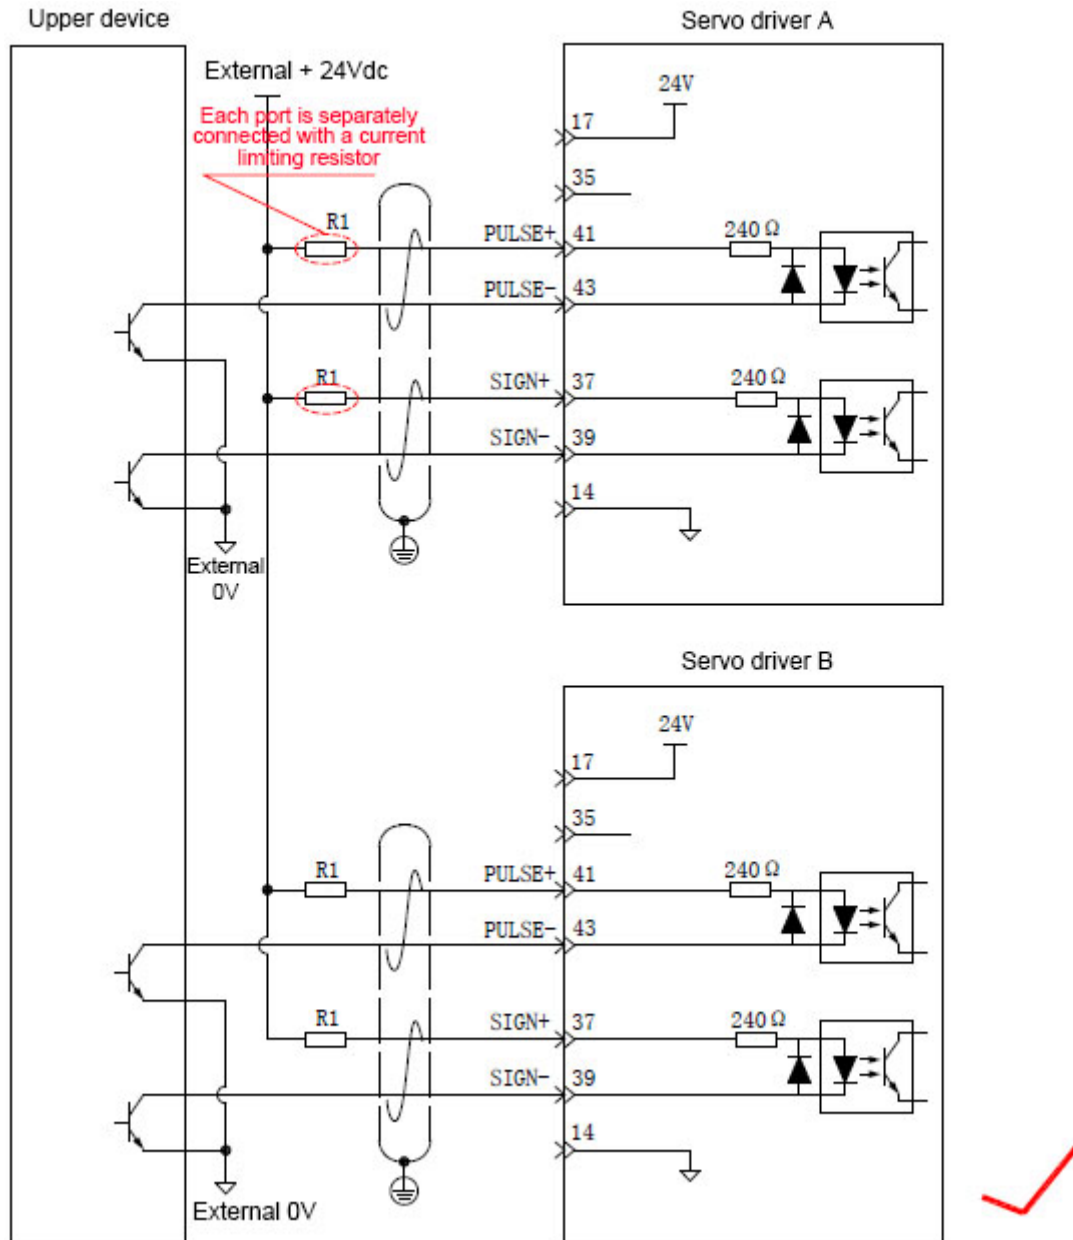 Upper device
Servo driver A
External + 24Vdc
Each port is separately
connected with a current
limiting resistor
24V
17
35
R1
PULSE+
41
240Ω
PULSE-
43
R1
SIGN+
37
240Ω
SIGN-
39
14
External
0V
Servo driver B
24V
17
35
R1
PULSE+
41
240Ω
PULSE-
43
R1
SIGN+
37
240Ω
SIGN-
39
14
External 0V